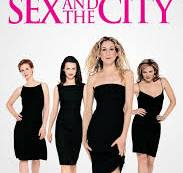 SEX AND THE CITY